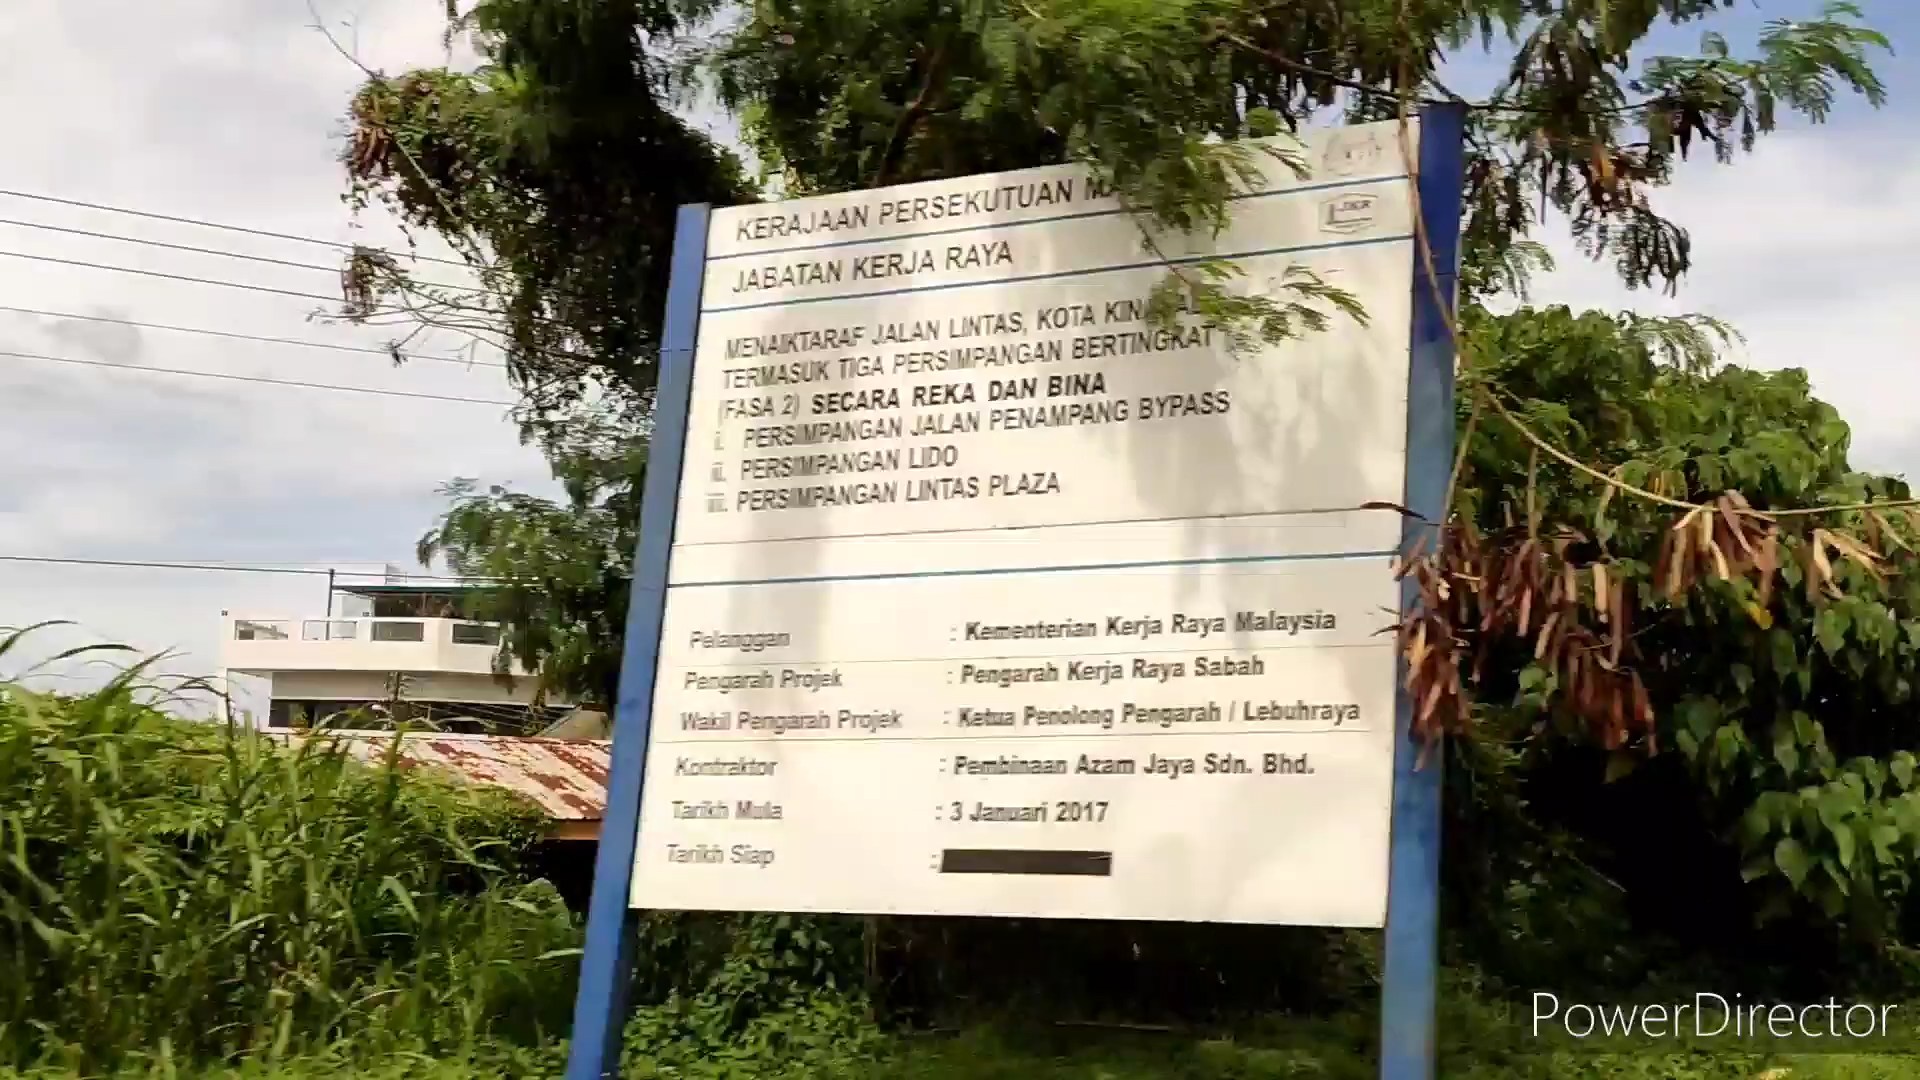 KERAJAAN PERSEKUTUAN
JKR
JABATAN KERJA RAYA
MENAIKTARAF JALAN LINTAS, KOTA
TERMASUK TIGA PERSIMPANGAN BERTINGKAT
(FASA 2) SECARA REKA DAN BINA
i. PERSIMPANGAN JALAN PENAMPANG BYPASS
ii. PERSIMPANGAN LIDO
iii. PERSIMPANGAN LINTAS PLAZA
Pelanggan : Kementerian Kerja Raya Malaysia
Pengarah Projek : Pengarah Kerja Raya Sabah
Wakil Pengarah Projek : Ketua Penolong Pengarah / Lebuhraya
Kontraktor : Pembinaan Azam Jaya Sdn. Bhd.
Tarikh Mula : 3 Januari 2017
Tarikh Siap :
PowerDirector